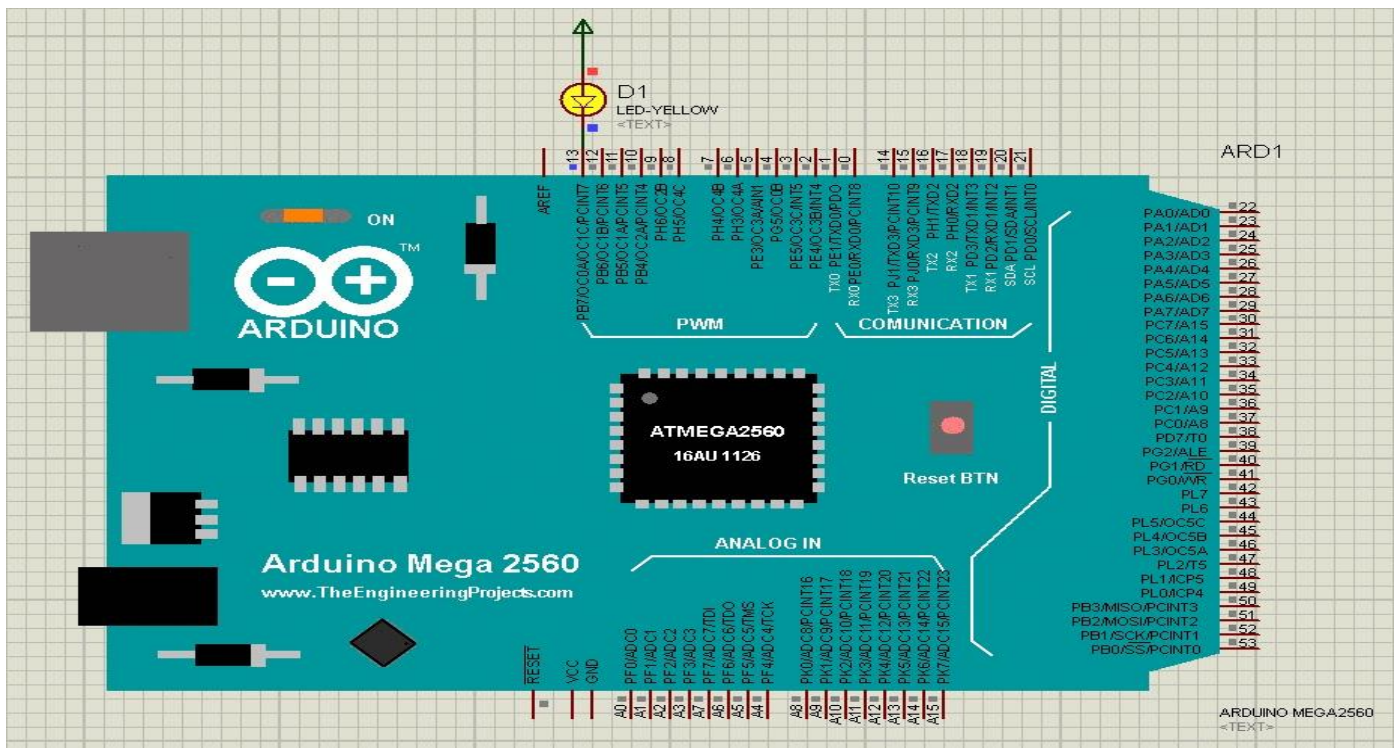 D1
LED-YELLOW
<TEXT>
ARD1
AREF
13
12
11
10
9
8
7
6
5
4
3
2
1
0
14
15
16
17
18
19
20
21
PB7/OC0A/OC1C/PCINT7
PB6/OC1B/PCINT6
PB5/OC1A/PCINT5
PB4/OC2A/PCINT4
PH6/OC2B
PH5/OC4C
PH4/OC4B
PH3/OC4A
PE3/OC3A/AIN1
PG5/OC0B
PE5/OC3C/INT5
PE4/OC3B/INT4
TX0 PE1/TXD0/PDO
RX0 PE0/RXD0/PCINT8
TX3 PJ1/TXD3/PCINT10
RX3 PJ0/RXD3/PCINT9
TX2 PH1/TXD2
RX2 PH0/RXD2
TX1 PD3/TXD1/INT3
RX1 PD2/RXD1/INT2
SDA PD1/SDA/INT1
SCL PD0/SCL/INT0
ON
TM
ARDUINO
PWM
COMUNICATION
DIGITAL
PA0/AD0 22
PA1/AD1 23
PA2/AD2 24
PA3/AD3 25
PA4/AD4 26
PA5/AD5 27
PA6/AD6 28
PA7/AD7 29
PC7/A15 30
PC6/A14 31
PC5/A13 32
PC4/A12 33
PC3/A11 34
PC2/A10 35
PC1/A9 36
PC0/A8 37
PD7/T0 38
PG2/ALE 39
PG1/RD 40
PG0/WR 41
PL7 42
PL6 43
PL5/OC5C 44
PL4/OC5B 45
PL3/OC5A 46
PL2/T5 47
PL1/ICP5 48
PL0/ICP4 49
PB3/MISO/PCINT3 50
PB2/MOSI/PCINT2 51
PB1/SCK/PCINT1 52
PB0/SS/PCINT0 53
ATMEGA2560
16AU 1126
Reset BTN
ANALOG IN
Arduino Mega 2560
www.TheEngineeringProjects.com
RESET
VCC
GND
PF0/ADC0
PF1/ADC1
PF2/ADC2
PF3/ADC3
PF7/ADC7/TDI
PF6/ADC6/TDO
PF5/ADC5/TMS
PF4/ADC4/TCK
PK0/ADC8/PCINT16
PK1/ADC9/PCINT17
PK2/ADC10/PCINT18
PK3/ADC11/PCINT19
PK4/ADC12/PCINT20
PK5/ADC13/PCINT21
PK6/ADC14/PCINT22
PK7/ADC15/PCINT23
A0
A1
A2
A3
A7
A6
A5
A4
A8
A9
A10
A11
A12
A13
A14
A15
ARDUINO MEGA2560
<TEXT>